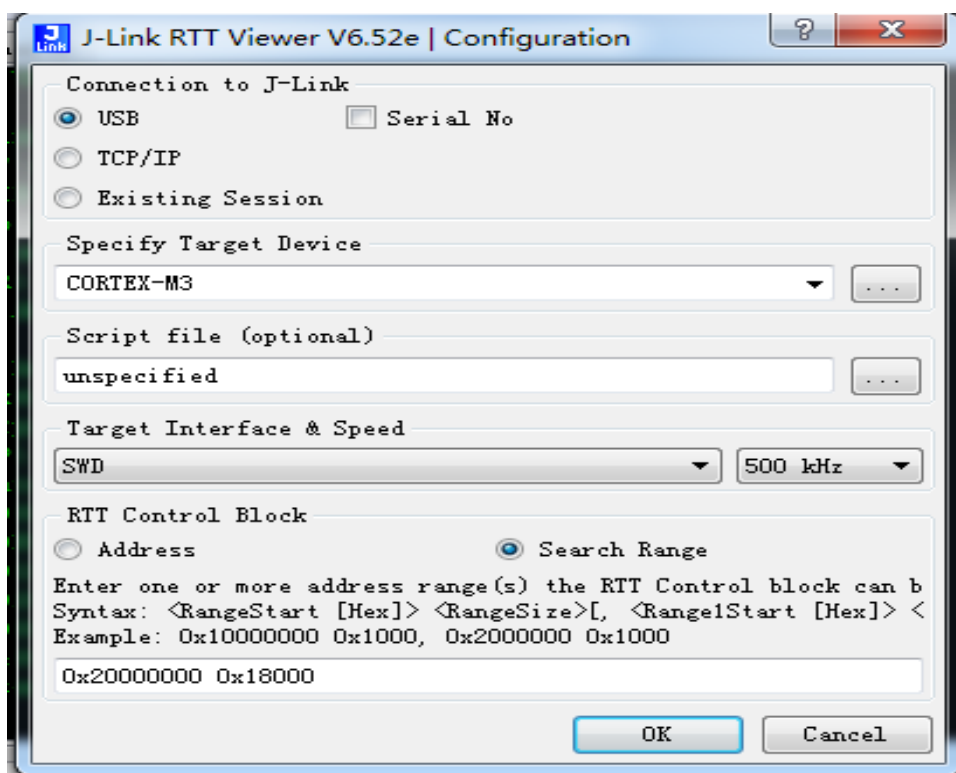 J-Link RTT Viewer V6.52e | Configuration
Connection to J-Link
USB Serial No
TCP/IP
Existing Session
Specify Target Device
CORTEX-M3 ...
Script file (optional)
unspecified ...
Target Interface & Speed
SWD 500 kHz
RTT Control Block
Address Search Range
Enter one or more address range(s) the RTT Control block can b
Syntax: <RangeStart [Hex]> <RangeSize>[, <Range1Start [Hex]> <
Example: 0x10000000 0x1000, 0x2000000 0x1000
0x20000000 0x18000
OK Cancel